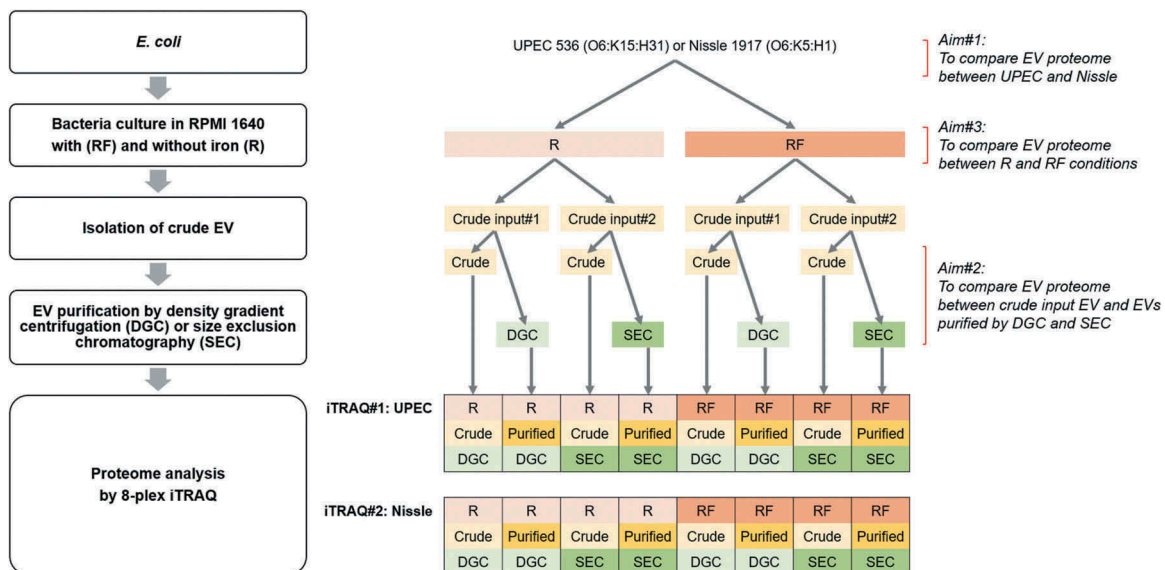 E. coli
Bacteria culture in RPMI 1640
with (RF) and without iron (R)
Isolation of crude EV
EV purification by density gradient
centrifugation (DGC) or size exclusion
chromatography (SEC)
Proteome analysis
by 8-plex iTRAQ
UPEC 536 (O6:K15:H31) or Nissle 1917 (O6:K5:H1)
Aim#1:
To compare EV proteome
between UPEC and Nissle
R RF
Aim#3:
To compare EV proteome
between R and RF conditions
Crude input#1 Crude input#2 Crude input#1 Crude input#2
Crude Crude Crude Crude
DGC SEC DGC SEC
Aim#2:
To compare EV proteome
between crude input EV and EVs
purified by DGC and SEC
iTRAQ#1: UPEC R R R R RF RF RF RF
Crude Purified Crude Purified Crude Purified Crude Purified
DGC DGC SEC SEC DGC DGC SEC SEC
iTRAQ#2: Nissle R R R R RF RF RF RF
Crude Purified Crude Purified Crude Purified Crude Purified
DGC DGC SEC SEC DGC DGC SEC SEC